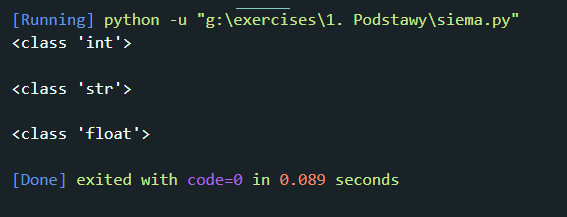 [Running] python -u "g:\exercises\1. Podstawy\siema.py"
<class 'int'>
<class 'str'>
<class 'float'>
[Done] exited with code=0 in 0.089 seconds